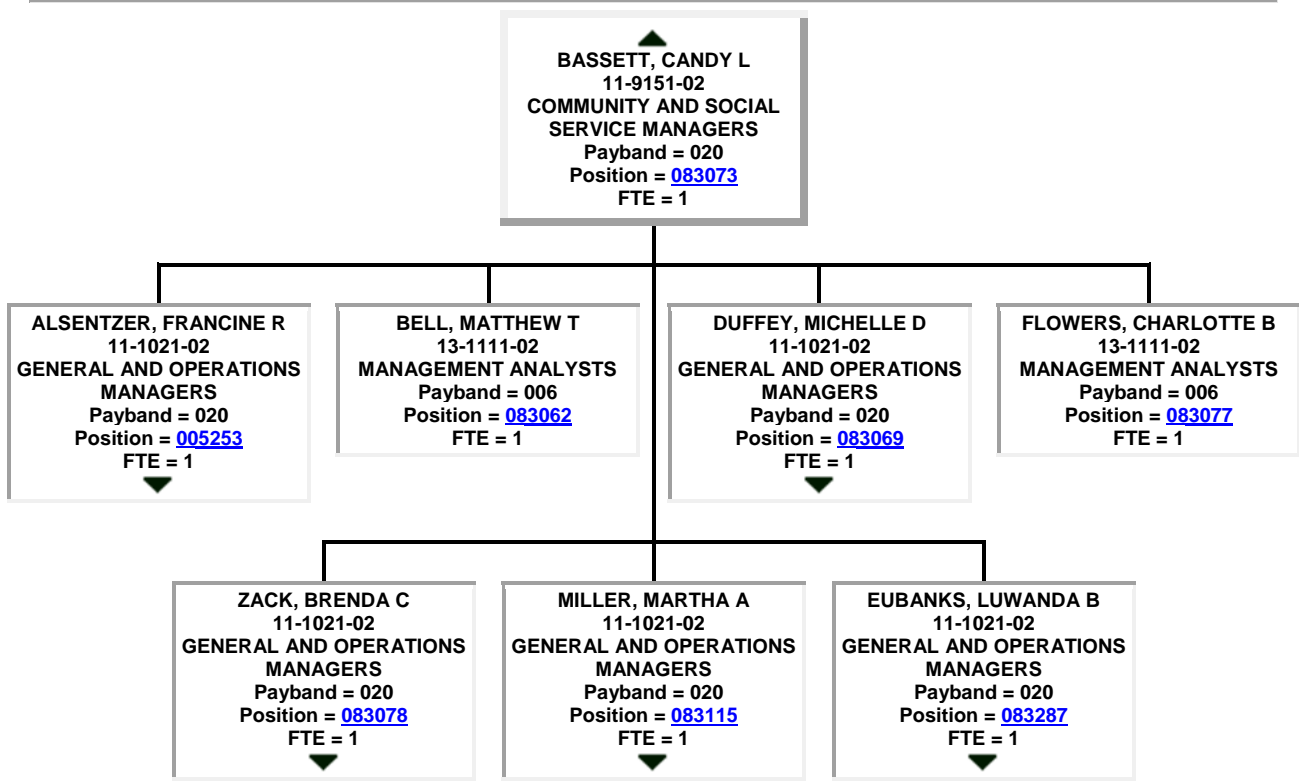 BASSETT, CANDY L
11-9151-02
COMMUNITY AND SOCIAL
SERVICE MANAGERS
Payband = 020
Position = 083073
FTE = 1
ALSENTZER, FRANCINE R
11-1021-02
GENERAL AND OPERATIONS
MANAGERS
Payband = 020
Position = 005253
FTE = 1
BELL, MATTHEW T
13-1111-02
MANAGEMENT ANALYSTS
Payband = 006
Position = 083062
FTE = 1
DUFFEY, MICHELLE D
11-1021-02
GENERAL AND OPERATIONS
MANAGERS
Payband = 020
Position = 083069
FTE = 1
FLOWERS, CHARLOTTE B
13-1111-02
MANAGEMENT ANALYSTS
Payband = 006
Position = 083077
FTE = 1
ZACK, BRENDA C
11-1021-02
GENERAL AND OPERATIONS
MANAGERS
Payband = 020
Position = 083078
FTE = 1
MILLER, MARTHA A
11-1021-02
GENERAL AND OPERATIONS
MANAGERS
Payband = 020
Position = 083115
FTE = 1
EUBANKS, LUWANDA B
11-1021-02
GENERAL AND OPERATIONS
MANAGERS
Payband = 020
Position = 083287
FTE = 1